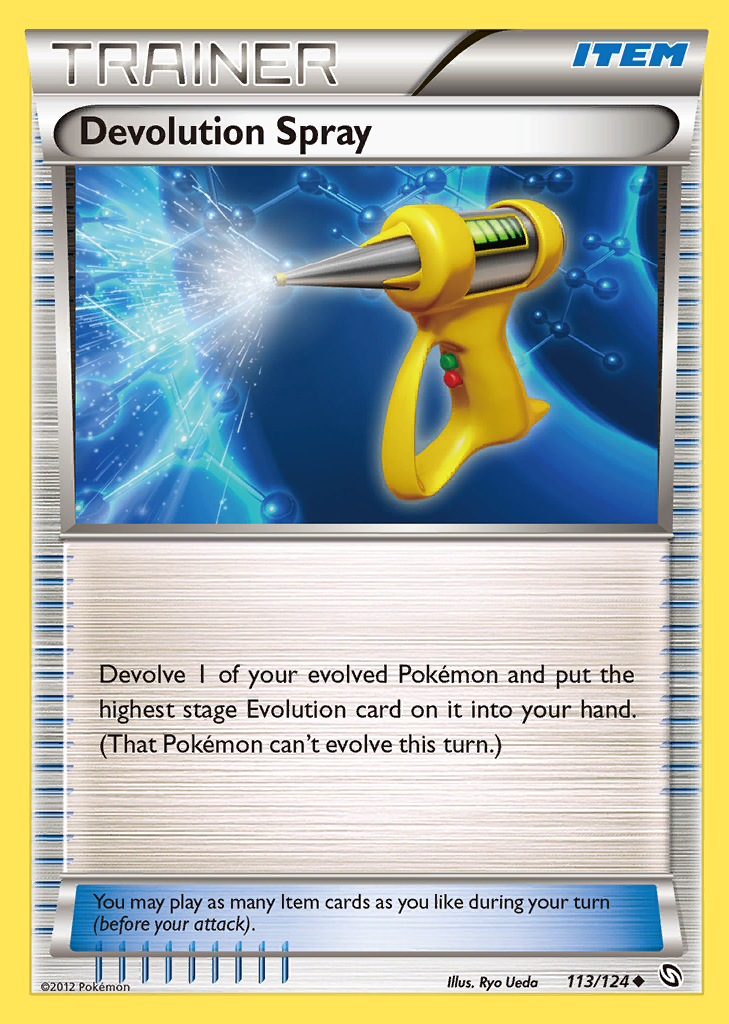 TRAINER
ITEM
Devolution Spray
Devolve 1 of your evolved Pokémon and put the
highest stage Evolution card on it into your hand.
(That Pokémon can't evolve this turn.)
You may play as many Item cards as you like during your turn
(before your attack).
©2012 Pokémon
Illus. Ryo Ueda
113/124